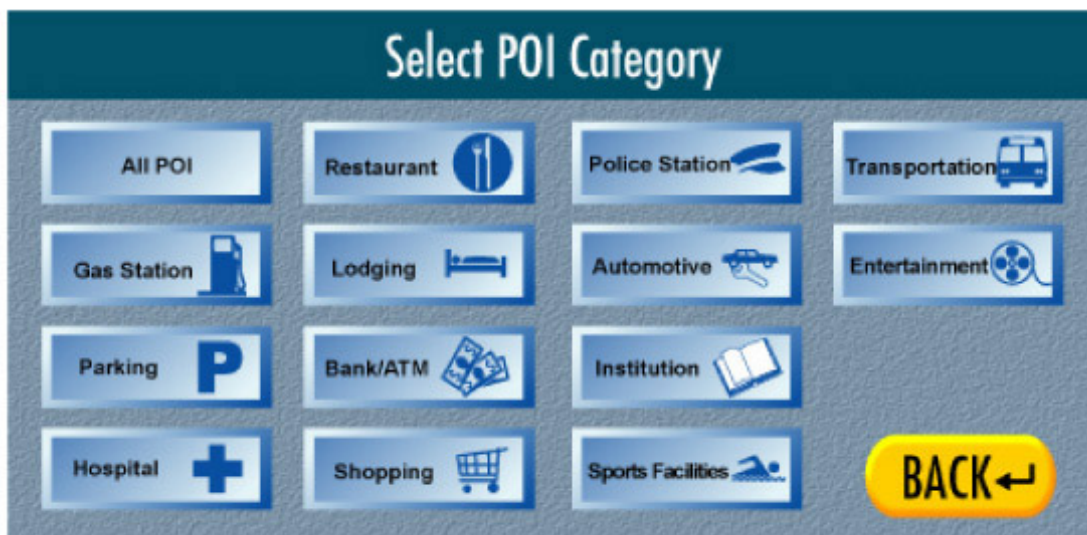 Select POI Category
All POI
Restaurant
Police Station
Transportation
Gas Station
Lodging
Automotive
Entertainment
Parking
P
Bank/ATM
Institution
Hospital
Shopping
Sports Facilities
BACK